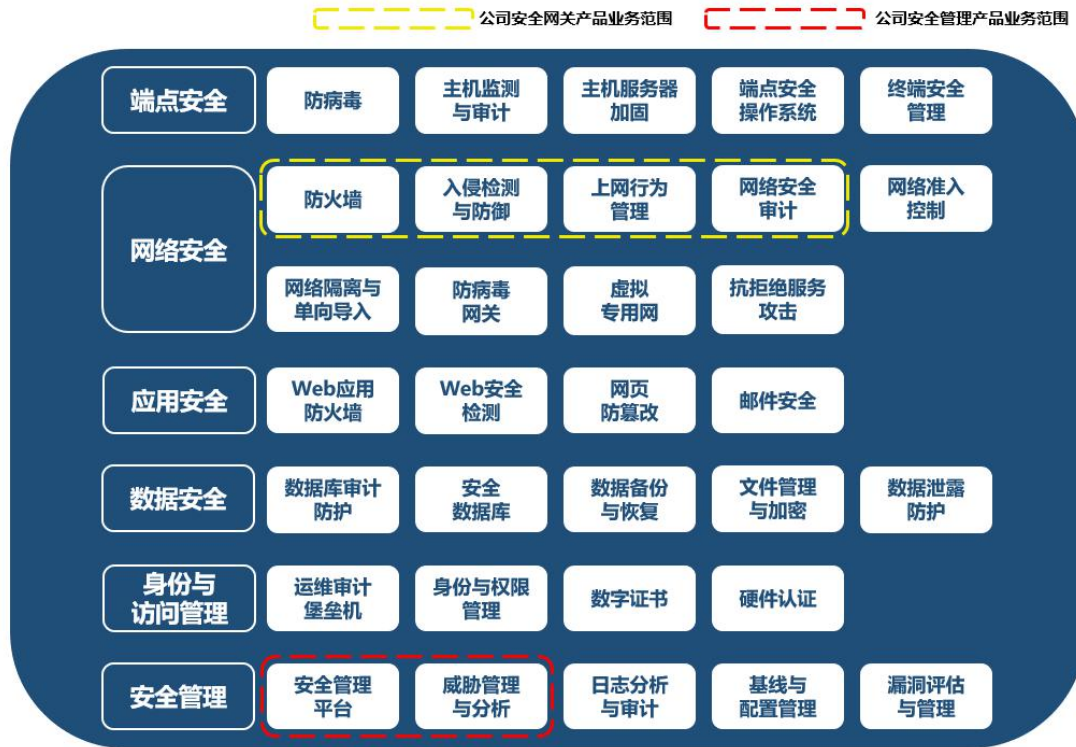 公司安全网关产品业务范围
公司安全管理产品业务范围
端点安全
防病毒
主机监测
与审计
主机服务器
加固
端点安全
操作系统
终端安全
管理
网络安全
防火墙
入侵检测
与防御
上网行为
管理
网络安全
审计
网络准入
控制
网络隔离与
单向导入
防病毒
网关
虚拟
专用网
抗拒绝服务
攻击
应用安全
Web应用
防火墙
Web安全
检测
网页
防篡改
邮件安全
数据安全
数据库审计
防护
安全
数据库
数据备份
与恢复
文件管理
与加密
数据泄露
防护
身份与
访问管理
运维审计
堡垒机
身份与权限
管理
数字证书
硬件认证
安全管理
安全管理
平台
威胁管理
与分析
日志分析
与审计
基线与
配置管理
漏洞评估
与管理